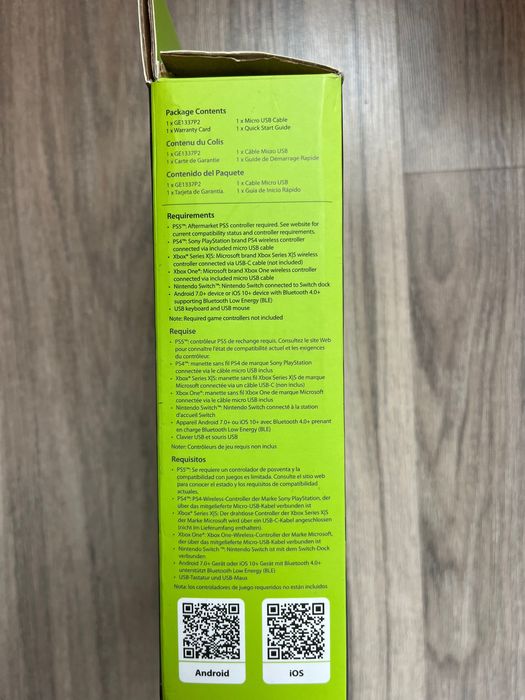 Package Contents
1 x GE1337P2 1 x Micro USB Cable
1 x Warranty Card 1 x Quick Start Guide
Contenu du Colis
1 x GE1337P2 1 x Câble Micro USB
1 x Carte de Garantie 1 x Guide de Démarrage Rapide
Contenido del Paquete
1 x GE1337P2 1 x Cable Micro USB
1 x Tarjeta de Garantía 1 x Guía de Inicio Rápido
Requirements
• PS5™: Aftermarket PS5 controller required. See website for
current compatibility status and controller requirements.
• PS4™: Sony PlayStation brand PS4 wireless controller
connected via included micro USB cable
• Xbox® Series X|S: Microsoft brand Xbox Series X|S wireless
controller connected via USB-C cable (not included)
• Xbox One®: Microsoft brand Xbox One wireless controller
connected via included micro USB cable
• Nintendo Switch™: Nintendo Switch connected to Switch dock
• Android 7.0+ device or iOS 10+ device with Bluetooth 4.0+
supporting Bluetooth Low Energy (BLE)
• USB keyboard and USB mouse
Note: Required game controllers not included
Requise
• PS5™: contrôleur PS5 de rechange requis. Consultez le site Web
pour connaître l'état de compatibilité actuel et les exigences
du contrôleur.
• PS4™: manette sans fil PS4 de marque Sony PlayStation
connectée via le câble micro USB inclus
• Xbox® Series X|S: manette sans fil Xbox Series X|S de marque
Microsoft connectée via un câble USB-C (non inclus)
• Xbox One®: manette sans fil Xbox One de marque Microsoft
connectée via le câble micro USB inclus
• Nintendo Switch™: Nintendo Switch connecté à la station
d'accueil Switch
• Appareil Android 7.0+ ou iOS 10+ avec Bluetooth 4.0+ prenant
en charge Bluetooth Low Energy (BLE)
• Clavier USB et souris USB
Noter: Contrôleurs de jeu requis non inclus
Requisitos
• PS5™: Se requiere un controlador de posventa y la
compatibilidad con juegos es limitada. Consulte el sitio web
para conocer el estado y los requisitos de compatibilidad
actuales.
• PS4™: PS4-Wireless-Controller der Marke Sony PlayStation, der
über das mitgelieferte Micro-USB-Kabel verbunden ist
• Xbox® Series X|S: Der drahtlose Controller der Xbox Series X|S
der Marke Microsoft wird über ein USB-C-Kabel angeschlossen
(nicht im Lieferumfang enthalten).
• Xbox One®: Xbox One-Wireless-Controller der Marke Microsoft,
der über das mitgelieferte Micro-USB-Kabel verbunden ist
• Nintendo Switch ™: Nintendo Switch ist mit dem Switch-Dock
verbunden
• Android 7.0+ Gerät oder iOS 10+ Gerät mit Bluetooth 4.0+
unterstützt Bluetooth Low Energy (BLE)
• USB-Tastatur und USB-Maus
Nota: los controladores de juego requeridos no están incluidos
Android iOS